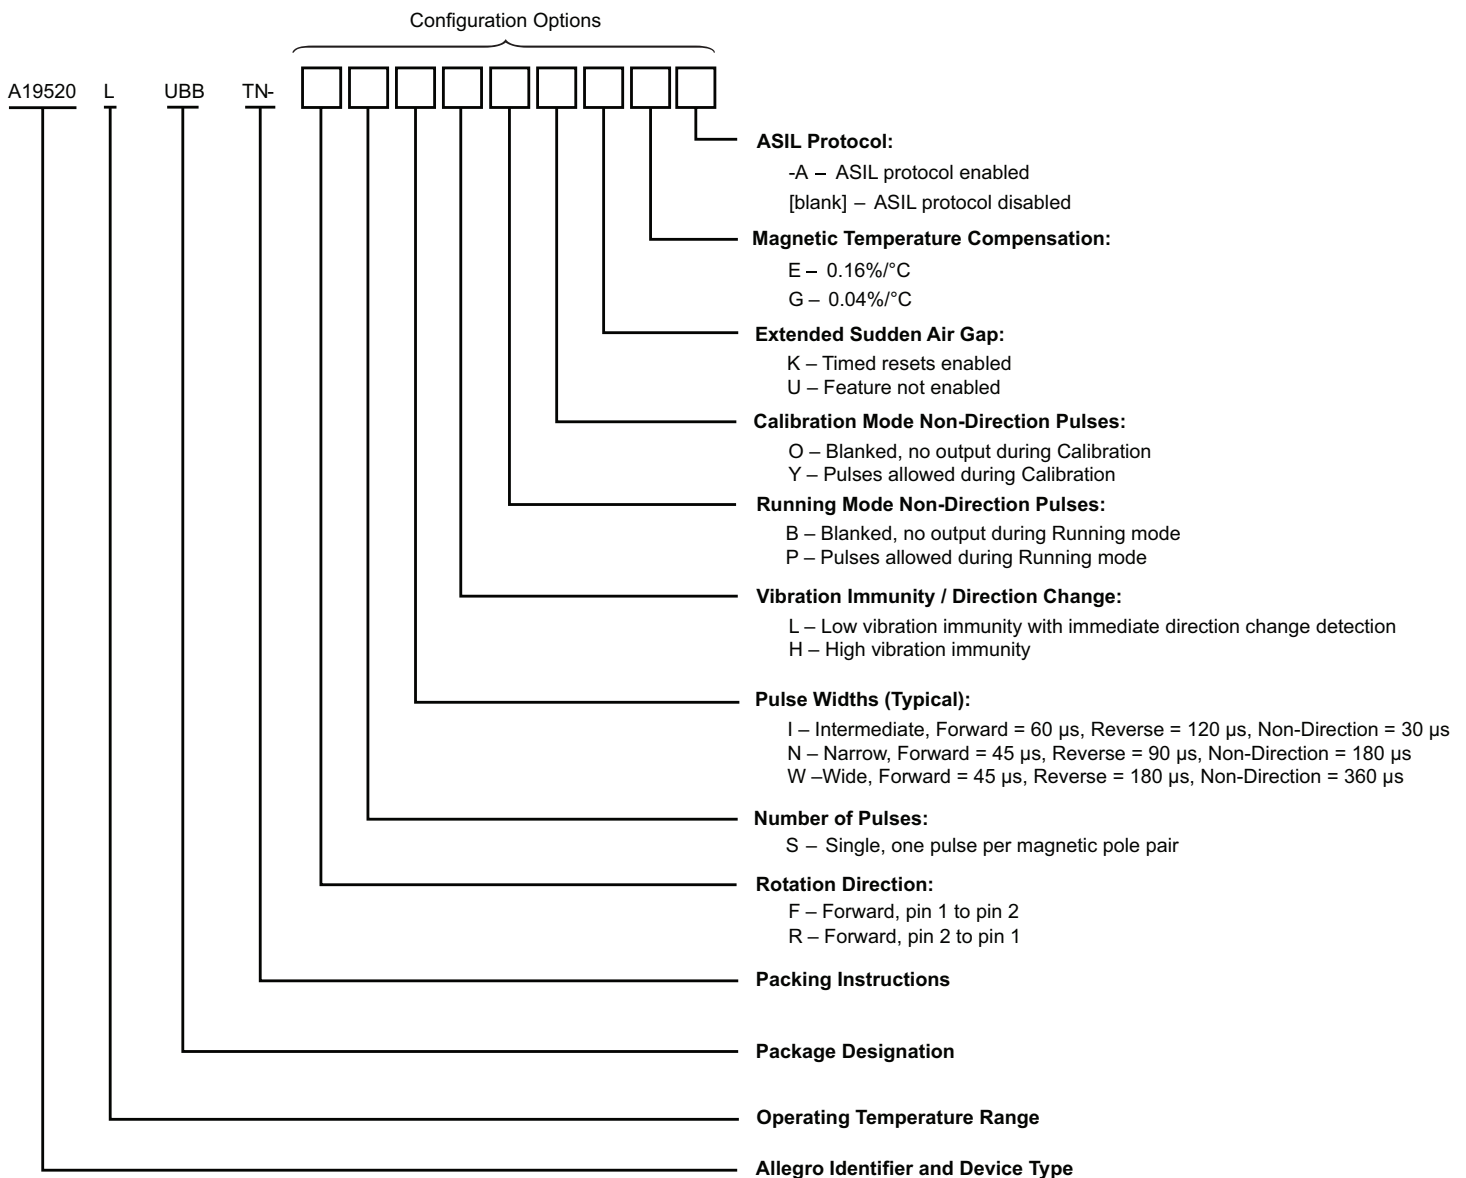 Configuration Options
A19520 L UBB TN-
ASIL Protocol:
-A – ASIL protocol enabled
[blank] – ASIL protocol disabled
Magnetic Temperature Compensation:
E – 0.16%/°C
G – 0.04%/°C
Extended Sudden Air Gap:
K – Timed resets enabled
U – Feature not enabled
Calibration Mode Non-Direction Pulses:
O – Blanked, no output during Calibration
Y – Pulses allowed during Calibration
Running Mode Non-Direction Pulses:
B – Blanked, no output during Running mode
P – Pulses allowed during Running mode
Vibration Immunity / Direction Change:
L – Low vibration immunity with immediate direction change detection
H – High vibration immunity
Pulse Widths (Typical):
I – Intermediate, Forward = 60 µs, Reverse = 120 µs, Non-Direction = 30 µs
N – Narrow, Forward = 45 µs, Reverse = 90 µs, Non-Direction = 180 µs
W –Wide, Forward = 45 µs, Reverse = 180 µs, Non-Direction = 360 µs
Number of Pulses:
S – Single, one pulse per magnetic pole pair
Rotation Direction:
F – Forward, pin 1 to pin 2
R – Forward, pin 2 to pin 1
Packing Instructions
Package Designation
Operating Temperature Range
Allegro Identifier and Device Type